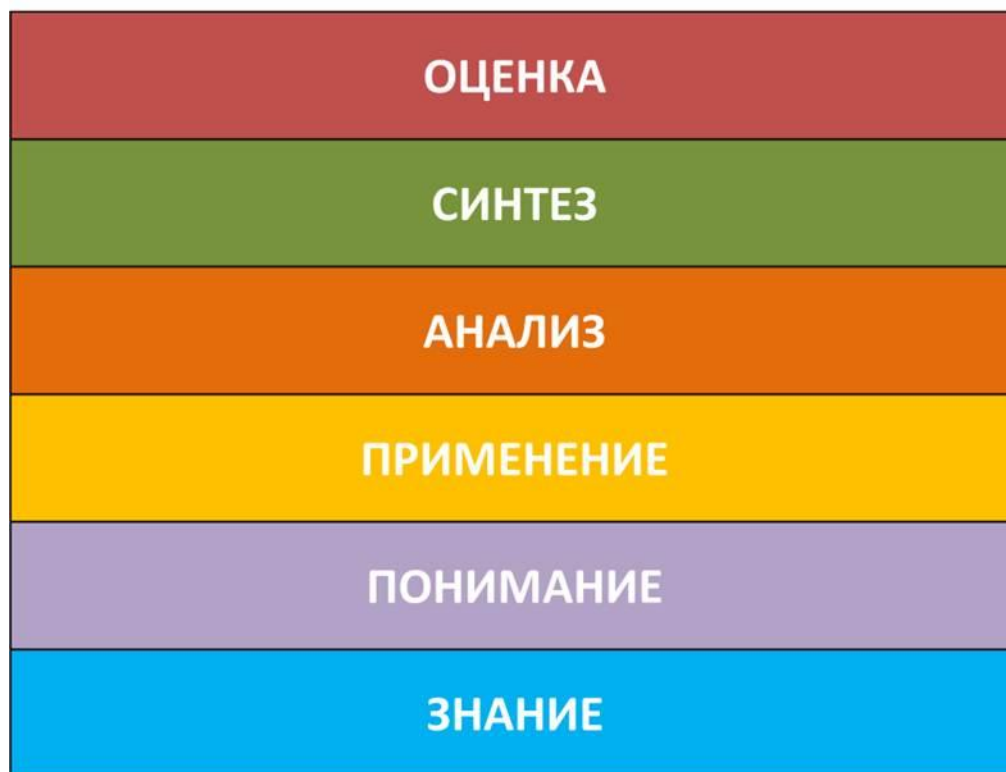 ОЦЕНКА
СИНТЕЗ
АНАЛИЗ
ПРИМЕНЕНИЕ
ПОНИМАНИЕ
ЗНАНИЕ